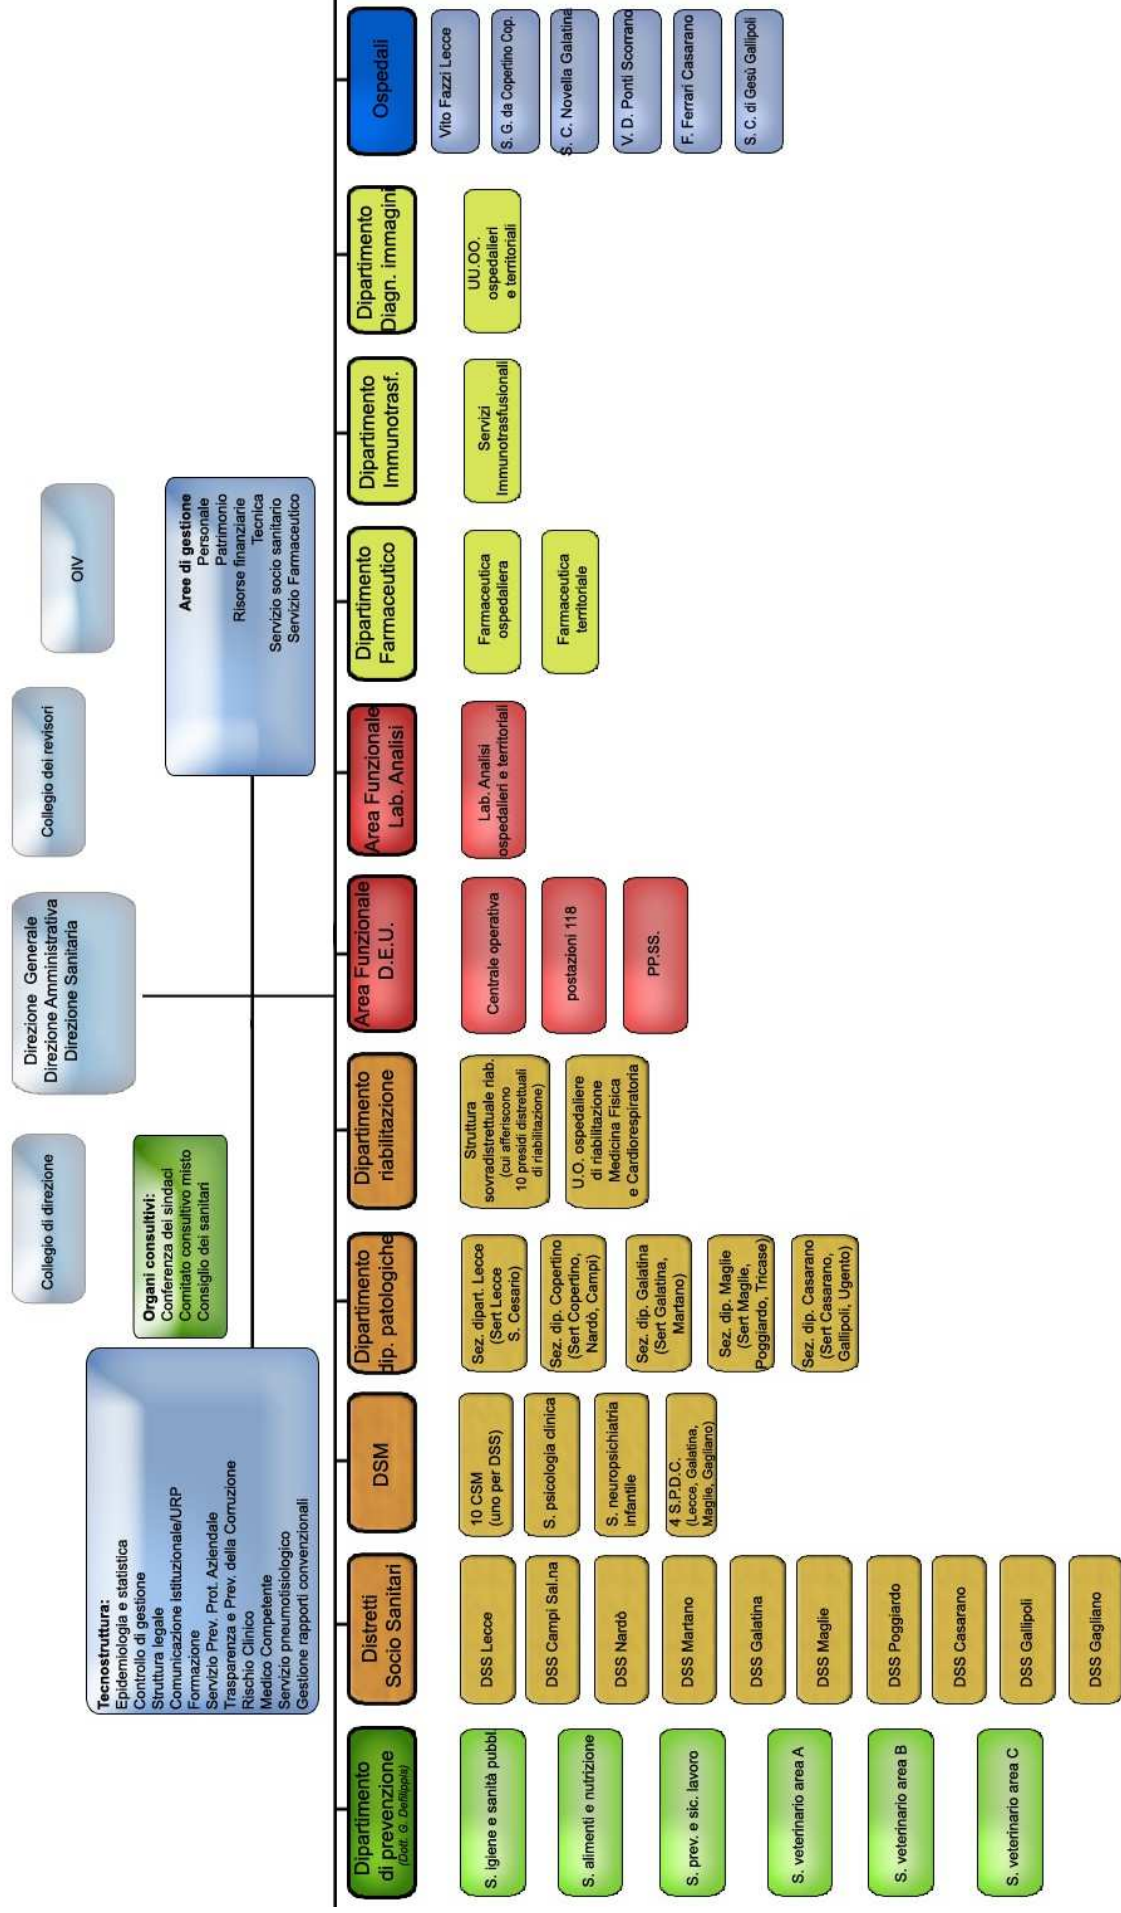 Collegio di direzione
Direzione Generale
Direzione Amministrativa
Direzione Sanitaria
Collegio dei revisori
OIV
Organi consultivi:
Conferenza dei sindaci
Comitato consultivo misto
Consiglio dei sanitari
Tecnostruttura:
Epidemiologia e statistica
Controllo di gestione
Struttura legale
Comunicazione Istituzionale/URP
Formazione
Servizio Prev. Prot. Aziendale
Trasparenza e Prev. della Corruzione
Rischio Clinico
Medico Competente
Servizio pneumotisiologico
Gestione rapporti convenzionali
Aree di gestione
Personale
Patrimonio
Risorse finanziarie
Tecnica
Servizio socio sanitario
Servizio Farmaceutico
Dipartimento
di prevenzione
(Dott. G. Defilippis)
S. igiene e sanità pubbl.
S. alimenti e nutrizione
S. prev. e sic. lavoro
S. veterinario area A
S. veterinario area B
S. veterinario area C
Distretti
Socio Sanitari
DSS Lecce
DSS Campi Sal.na
DSS Nardò
DSS Martano
DSS Galatina
DSS Maglie
DSS Poggiardo
DSS Casarano
DSS Gallipoli
DSS Gagliano
DSM
10 CSM
(uno per DSS)
S. psicologia clinica
S. neuropsichiatria
infantile
4 S.P.D.C.
(Lecce, Galatina,
Maglie, Gagliano)
Dipartimento
dip. patologiche
Sez. dipart. Lecce
(Sert Lecce
S. Cesario)
Sez. dip. Copertino
(Sert Copertino,
Nardò, Campi)
Sez. dip. Galatina
(Sert Galatina,
Martano)
Sez. dip. Maglie
(Sert Maglie,
Poggiardo, Tricase)
Sez. dip. Casarano
(Sert Casarano,
Gallipoli, Ugento)
Dipartimento
riabilitazione
Struttura
sovradistrettuale riab.
(cui afferiscono
10 presidi distrettuali
di riabilitazione)
U.O. ospedaliere
di riabilitazione
Medicina Fisica
e Cardiorespiratoria
Area Funzionale
D.E.U.
Centrale operativa
postazioni 118
PP.SS.
Area Funzionale
Lab. Analisi
Lab. Analisi
ospedalieri e territoriali
Dipartimento
Farmaceutico
Farmaceutica
ospedaliera
Farmaceutica
territoriale
Dipartimento
Immunotrasf.
Servizi
Immunotrasfusionali
Dipartimento
Diagn. immagini
UU.OO.
ospedalieri
e territoriali
Ospedali
Vito Fazzi Lecce
S. G. da Copertino Cop.
S. C. Novella Galatina
V. D. Ponti Scorrano
F. Ferrari Casarano
S. C. di Gesù Gallipoli